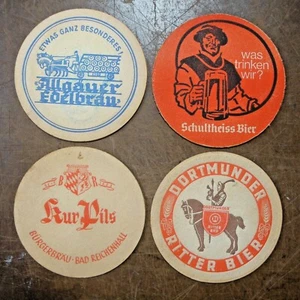 ETWAS GANZ BESONDERES!
Allgäuer
Edelbräu
was
trinken
wir?
Schultheiss Bier
B R
Kur Pils
BÜRGERBRÄU · BAD REICHENHALL
DORTMUNDER
RITTER BIER